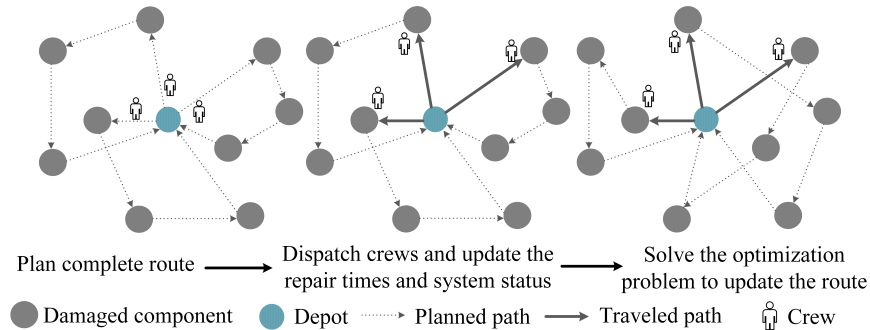 Plan complete route
Dispatch crews and update the
repair times and system status
Solve the optimization
problem to update the route
Damaged component
Depot
Planned path
Traveled path
Crew